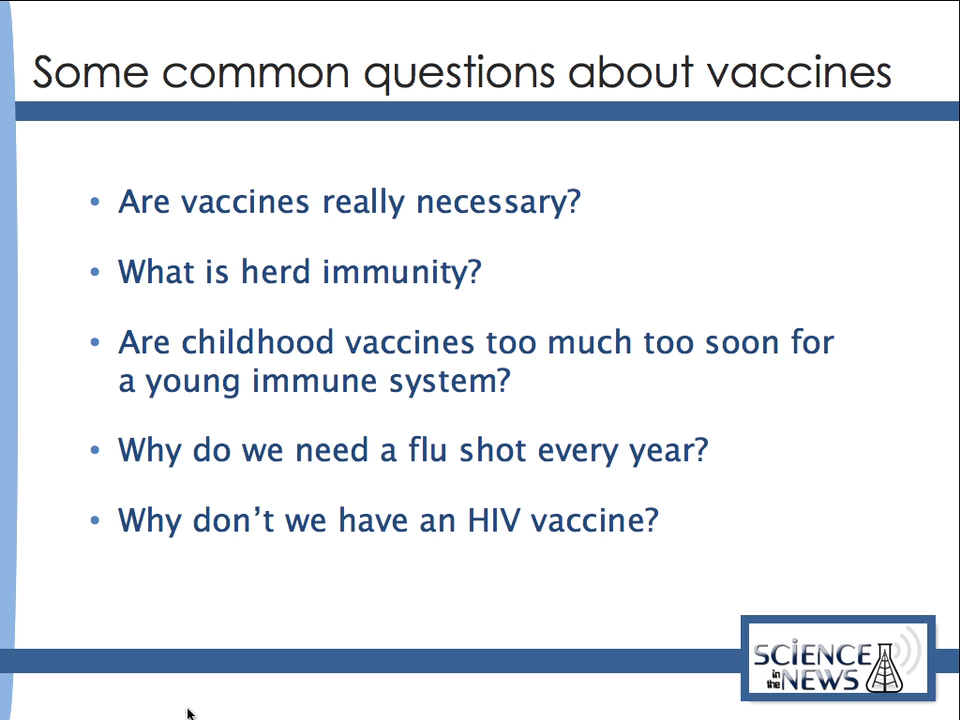 Some common questions about vaccines
• Are vaccines really necessary?
• What is herd immunity?
• Are childhood vaccines too much too soon for
a young immune system?
• Why do we need a flu shot every year?
• Why don’t we have an HIV vaccine?
SCiENCE
in the NEWS